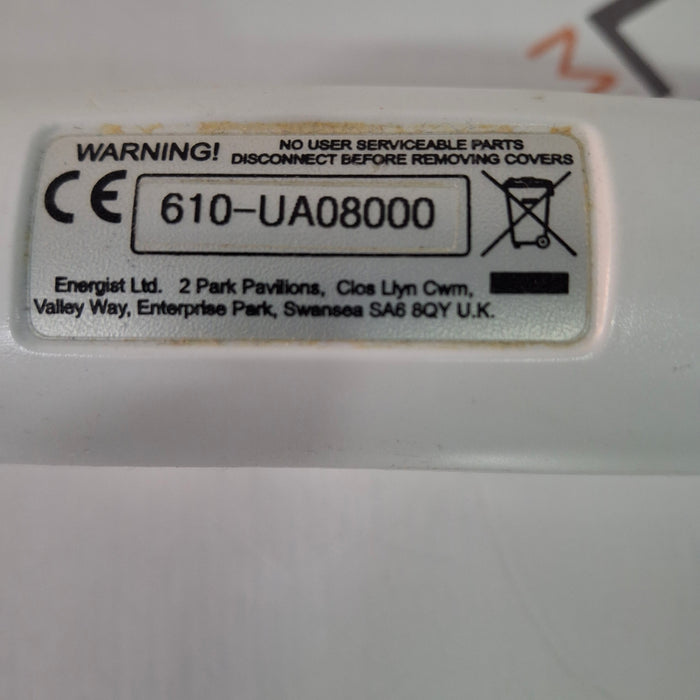 WARNING!
NO USER SERVICEABLE PARTS
DISCONNECT BEFORE REMOVING COVERS
CE 610-UA08000
Energist Ltd. 2 Park Pavilions, Clos Llyn Cwm,
Valley Way, Enterprise Park, Swansea SA6 8QY U.K.